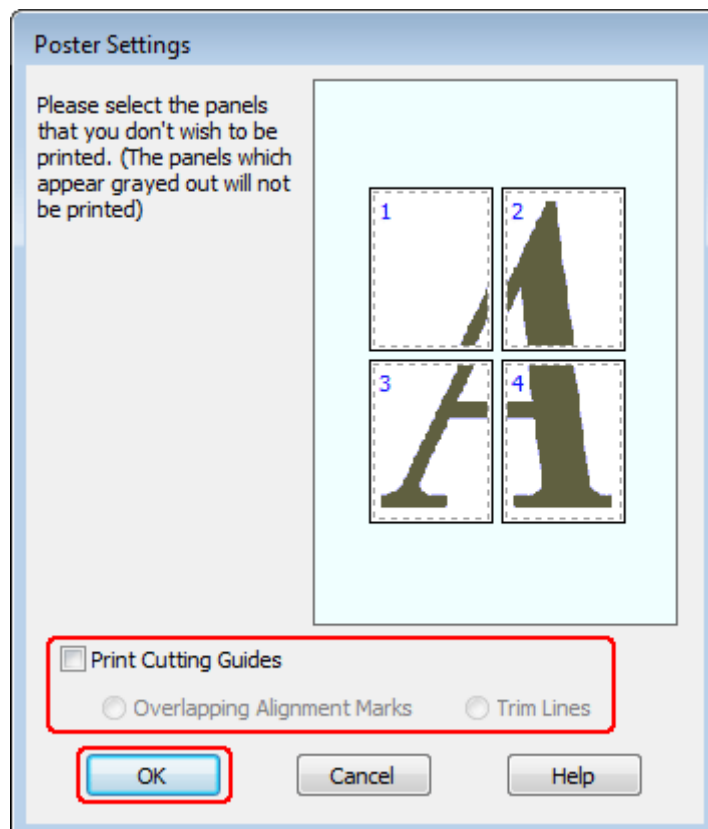 Poster Settings
Please select the panels
that you don't wish to be
printed. (The panels which
appear grayed out will not
be printed)
1
2
3
4
Print Cutting Guides
Overlapping Alignment Marks
Trim Lines
OK
Cancel
Help